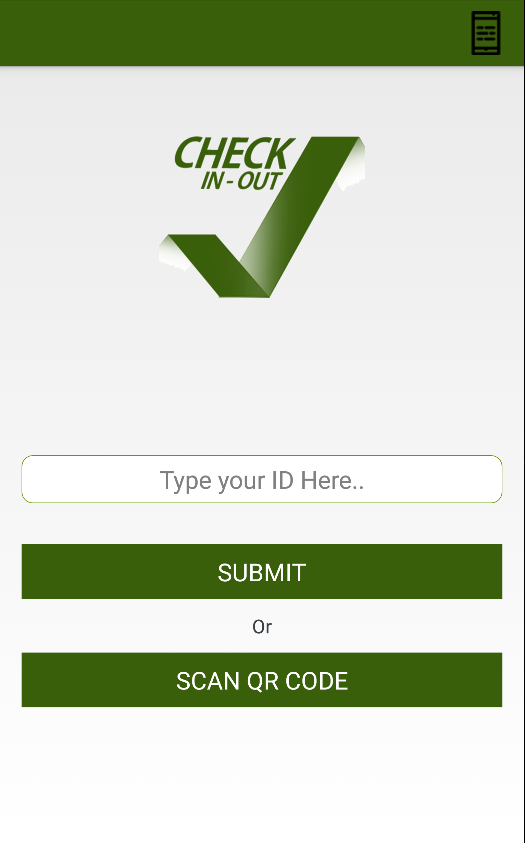 CHECK
IN - OUT
Type your ID Here..
SUBMIT
Or
SCAN QR CODE